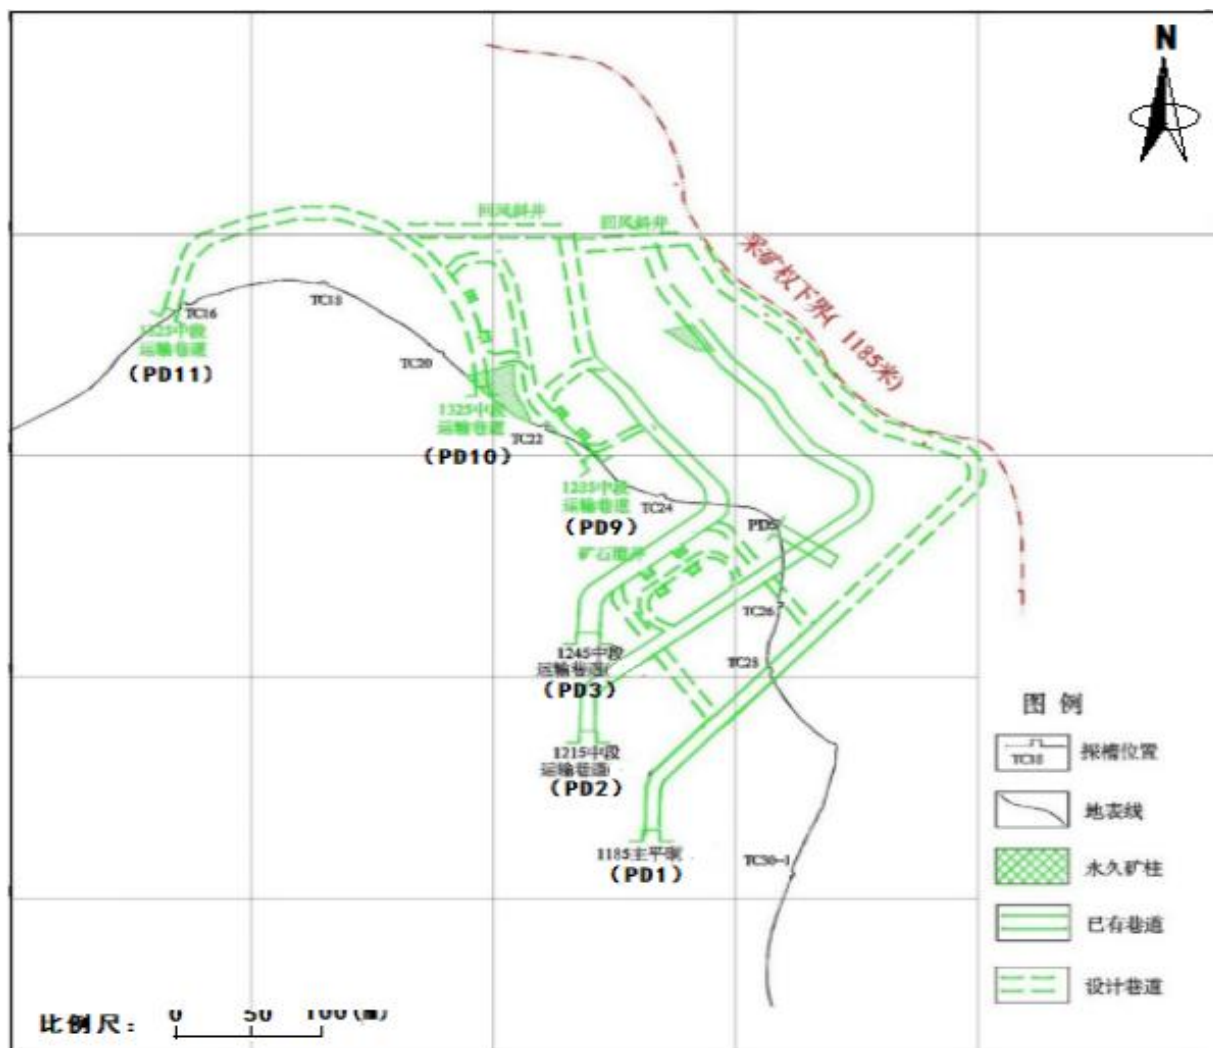 N
回风斜井
回风斜井
采矿权下界( 1185米)
TC16
TC15
1325中段
运输巷道
(PD11)
TC20
1325中段
运输巷道
(PD10)
TC22
1285中段
运输巷道
(PD9)
TC24
PD5
矿石溜井
TC26
1245中段
运输巷道(
(PD3)
TC28
1215中段
运输巷道(
(PD2)
1185主平硐
(PD1)
TC30-1
图 例
TC18
探槽位置
地表线
永久矿柱
已有巷道
设计巷道
比例尺: 0 50 100(m)